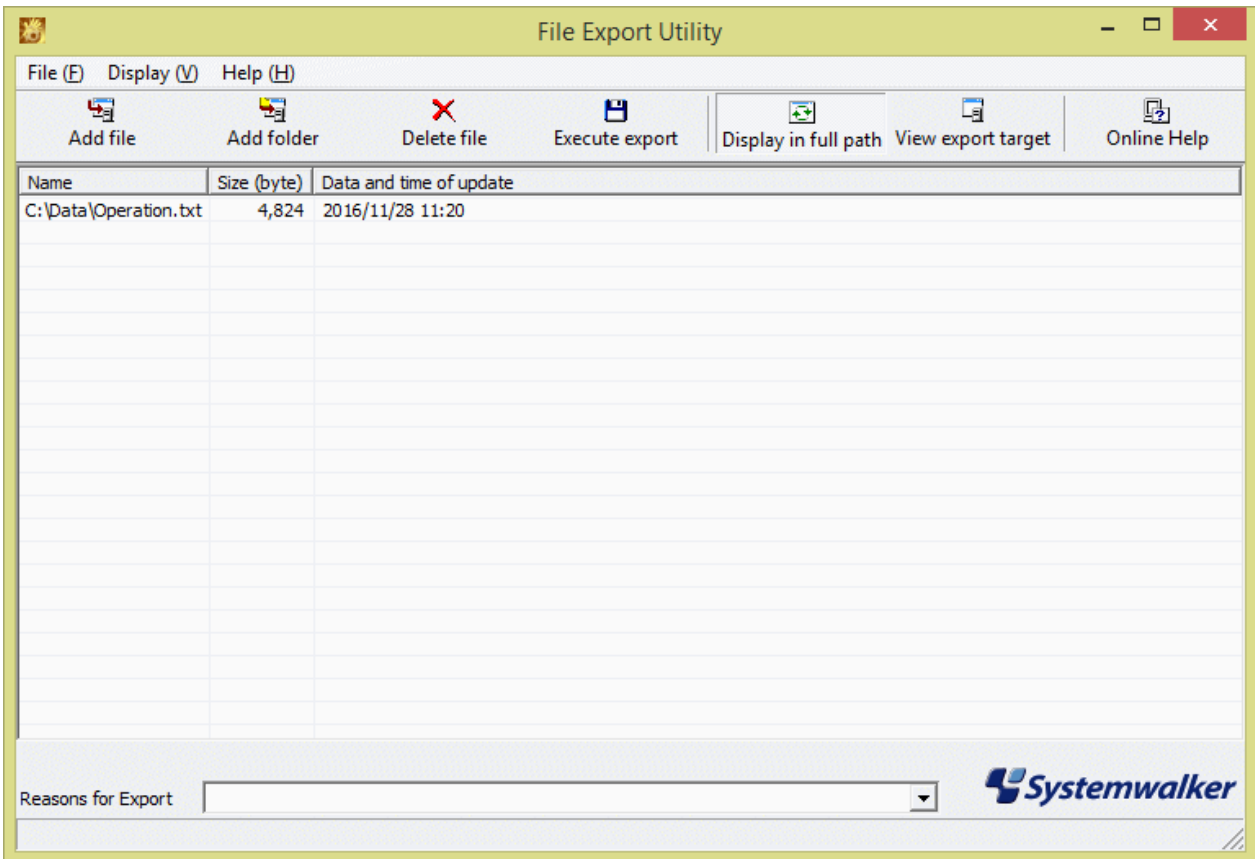 File Export Utility
File (F) Display (V) Help (H)
Add file Add folder Delete file Execute export Display in full path View export target Online Help
Name Size (byte) Data and time of update
C:\Data\Operation.txt 4,824 2016/11/28 11:20
Systemwalker
Reasons for Export